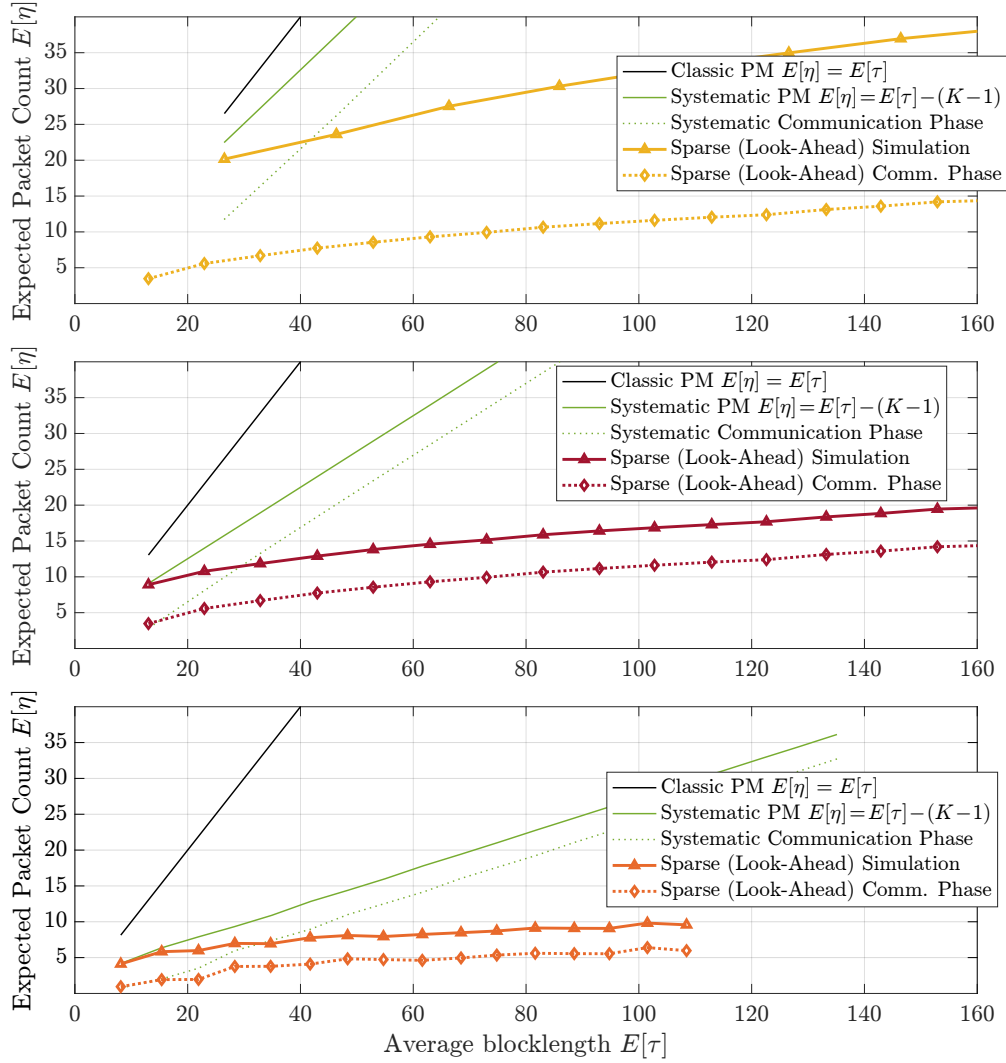 Expected Packet Count E[η]
35
30
25
20
15
10
5
Classic PM E[η] = E[τ]
Systematic PM E[η]=E[τ]−(K−1)
Systematic Communication Phase
Sparse (Look-Ahead) Simulation
Sparse (Look-Ahead) Comm. Phase
0 20 40 60 80 100 120 140 160
Expected Packet Count E[η]
35
30
25
20
15
10
5
Classic PM E[η] = E[τ]
Systematic PM E[η]=E[τ]−(K−1)
Systematic Communication Phase
Sparse (Look-Ahead) Simulation
Sparse (Look-Ahead) Comm. Phase
0 20 40 60 80 100 120 140 160
Expected Packet Count E[η]
35
30
25
20
15
10
5
Classic PM E[η] = E[τ]
Systematic PM E[η]=E[τ]−(K−1)
Systematic Communication Phase
Sparse (Look-Ahead) Simulation
Sparse (Look-Ahead) Comm. Phase
0 20 40 60 80 100 120 140 160
Average blocklength E[τ]